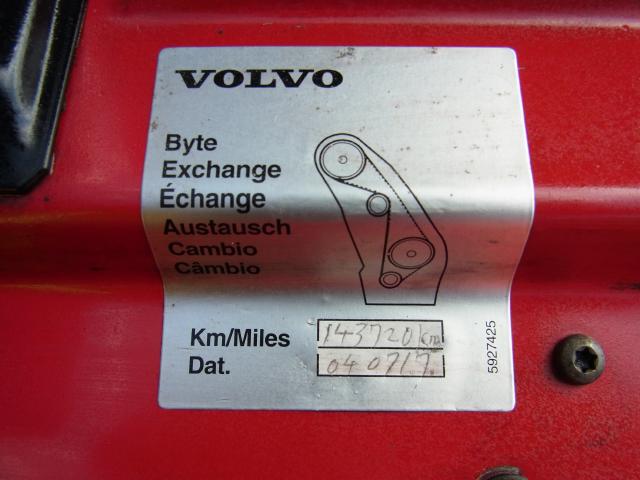 VOLVO
Byte
Exchange
Échange
Austausch
Cambio
Câmbio
Km/Miles 143720 km
Dat. 040717
5927425